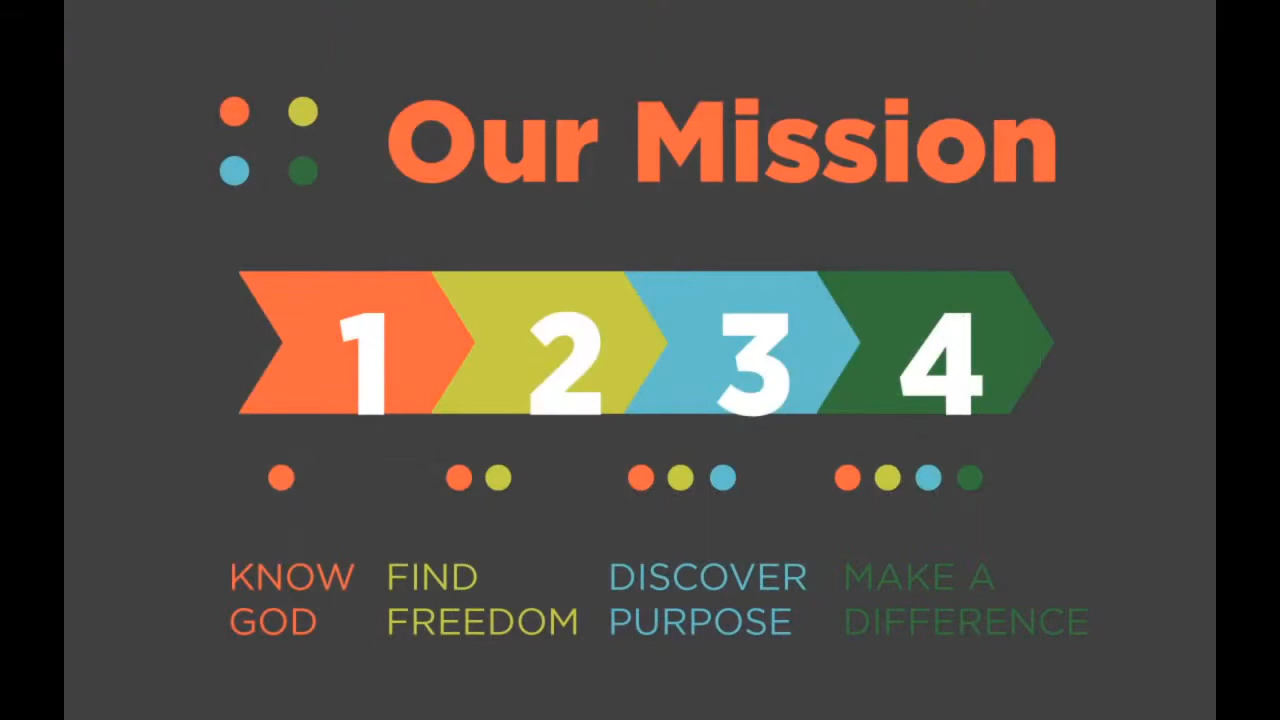 Our Mission
1 2 3 4
KNOW GOD
FIND FREEDOM
DISCOVER PURPOSE
MAKE A DIFFERENCE